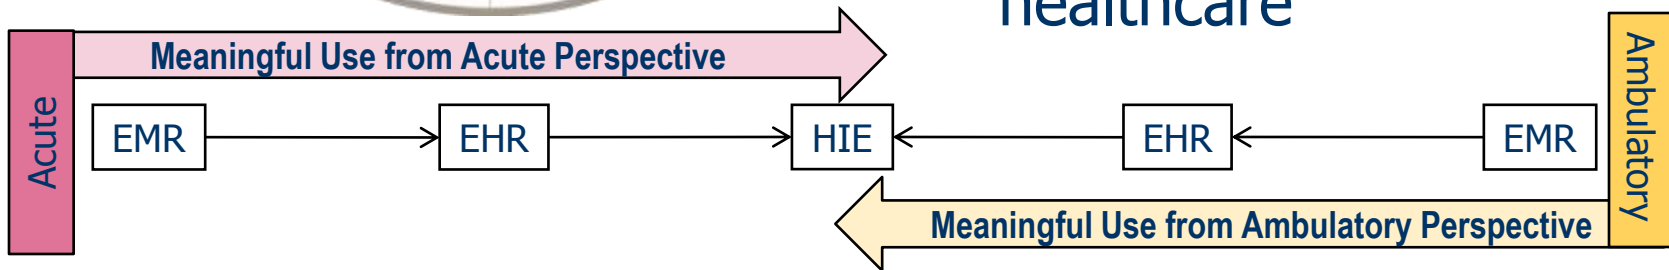 healthcare
Meaningful Use from Acute Perspective
Acute
EMR
EHR
HIE
EHR
EMR
Ambulatory
Meaningful Use from Ambulatory Perspective